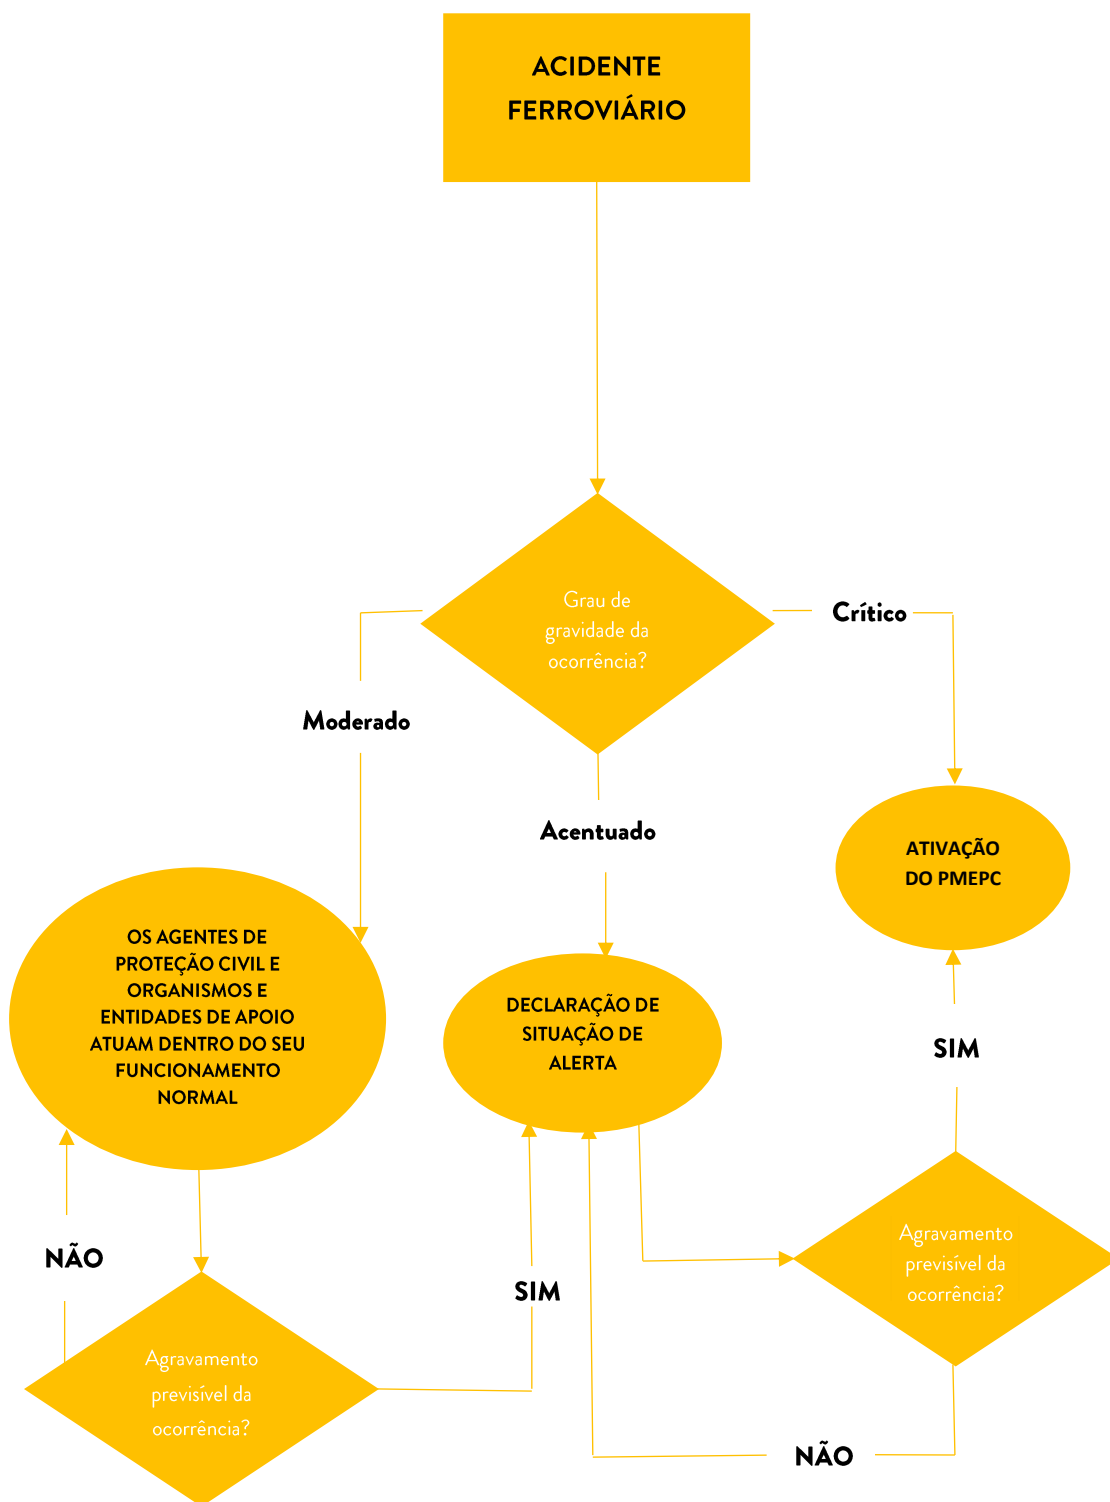 ACIDENTE
FERROVIÁRIO
Grau de
gravidade da
ocorrência?
Crítico
Moderado
Acentuado
ATIVAÇÃO
DO PMEPC
OS AGENTES DE
PROTEÇÃO CIVIL E
ORGANISMOS E
ENTIDADES DE APOIO
ATUAM DENTRO DO SEU
FUNCIONAMENTO
NORMAL
DECLARAÇÃO DE
SITUAÇÃO DE
ALERTA
SIM
NÃO
SIM
Agravamento
previsível da
ocorrência?
Agravamento
previsível da
ocorrência?
NÃO